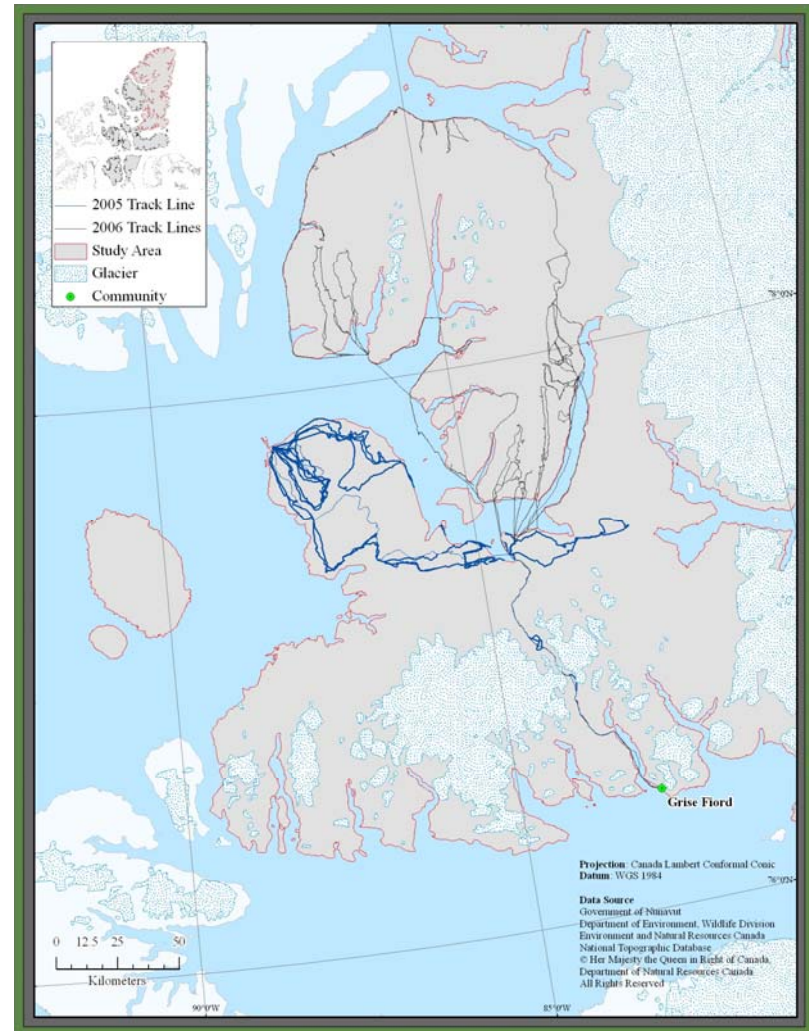 2005 Track Line
2006 Track Lines
Study Area
Glacier
Community
78°0'N
Grise Fiord
Projection: Canada Lambert Conformal Conic
Datum: WGS 1984
76°0'N
Data Source
Government of Nunavut
Department of Environment, Wildlife Division
Environment and Natural Resources Canada
National Topographic Database
© Her Majesty the Queen in Right of Canada,
Department of Natural Resources Canada
All Rights Reserved
0 12.5 25 50
Kilometers
90°0'W
85°0'W